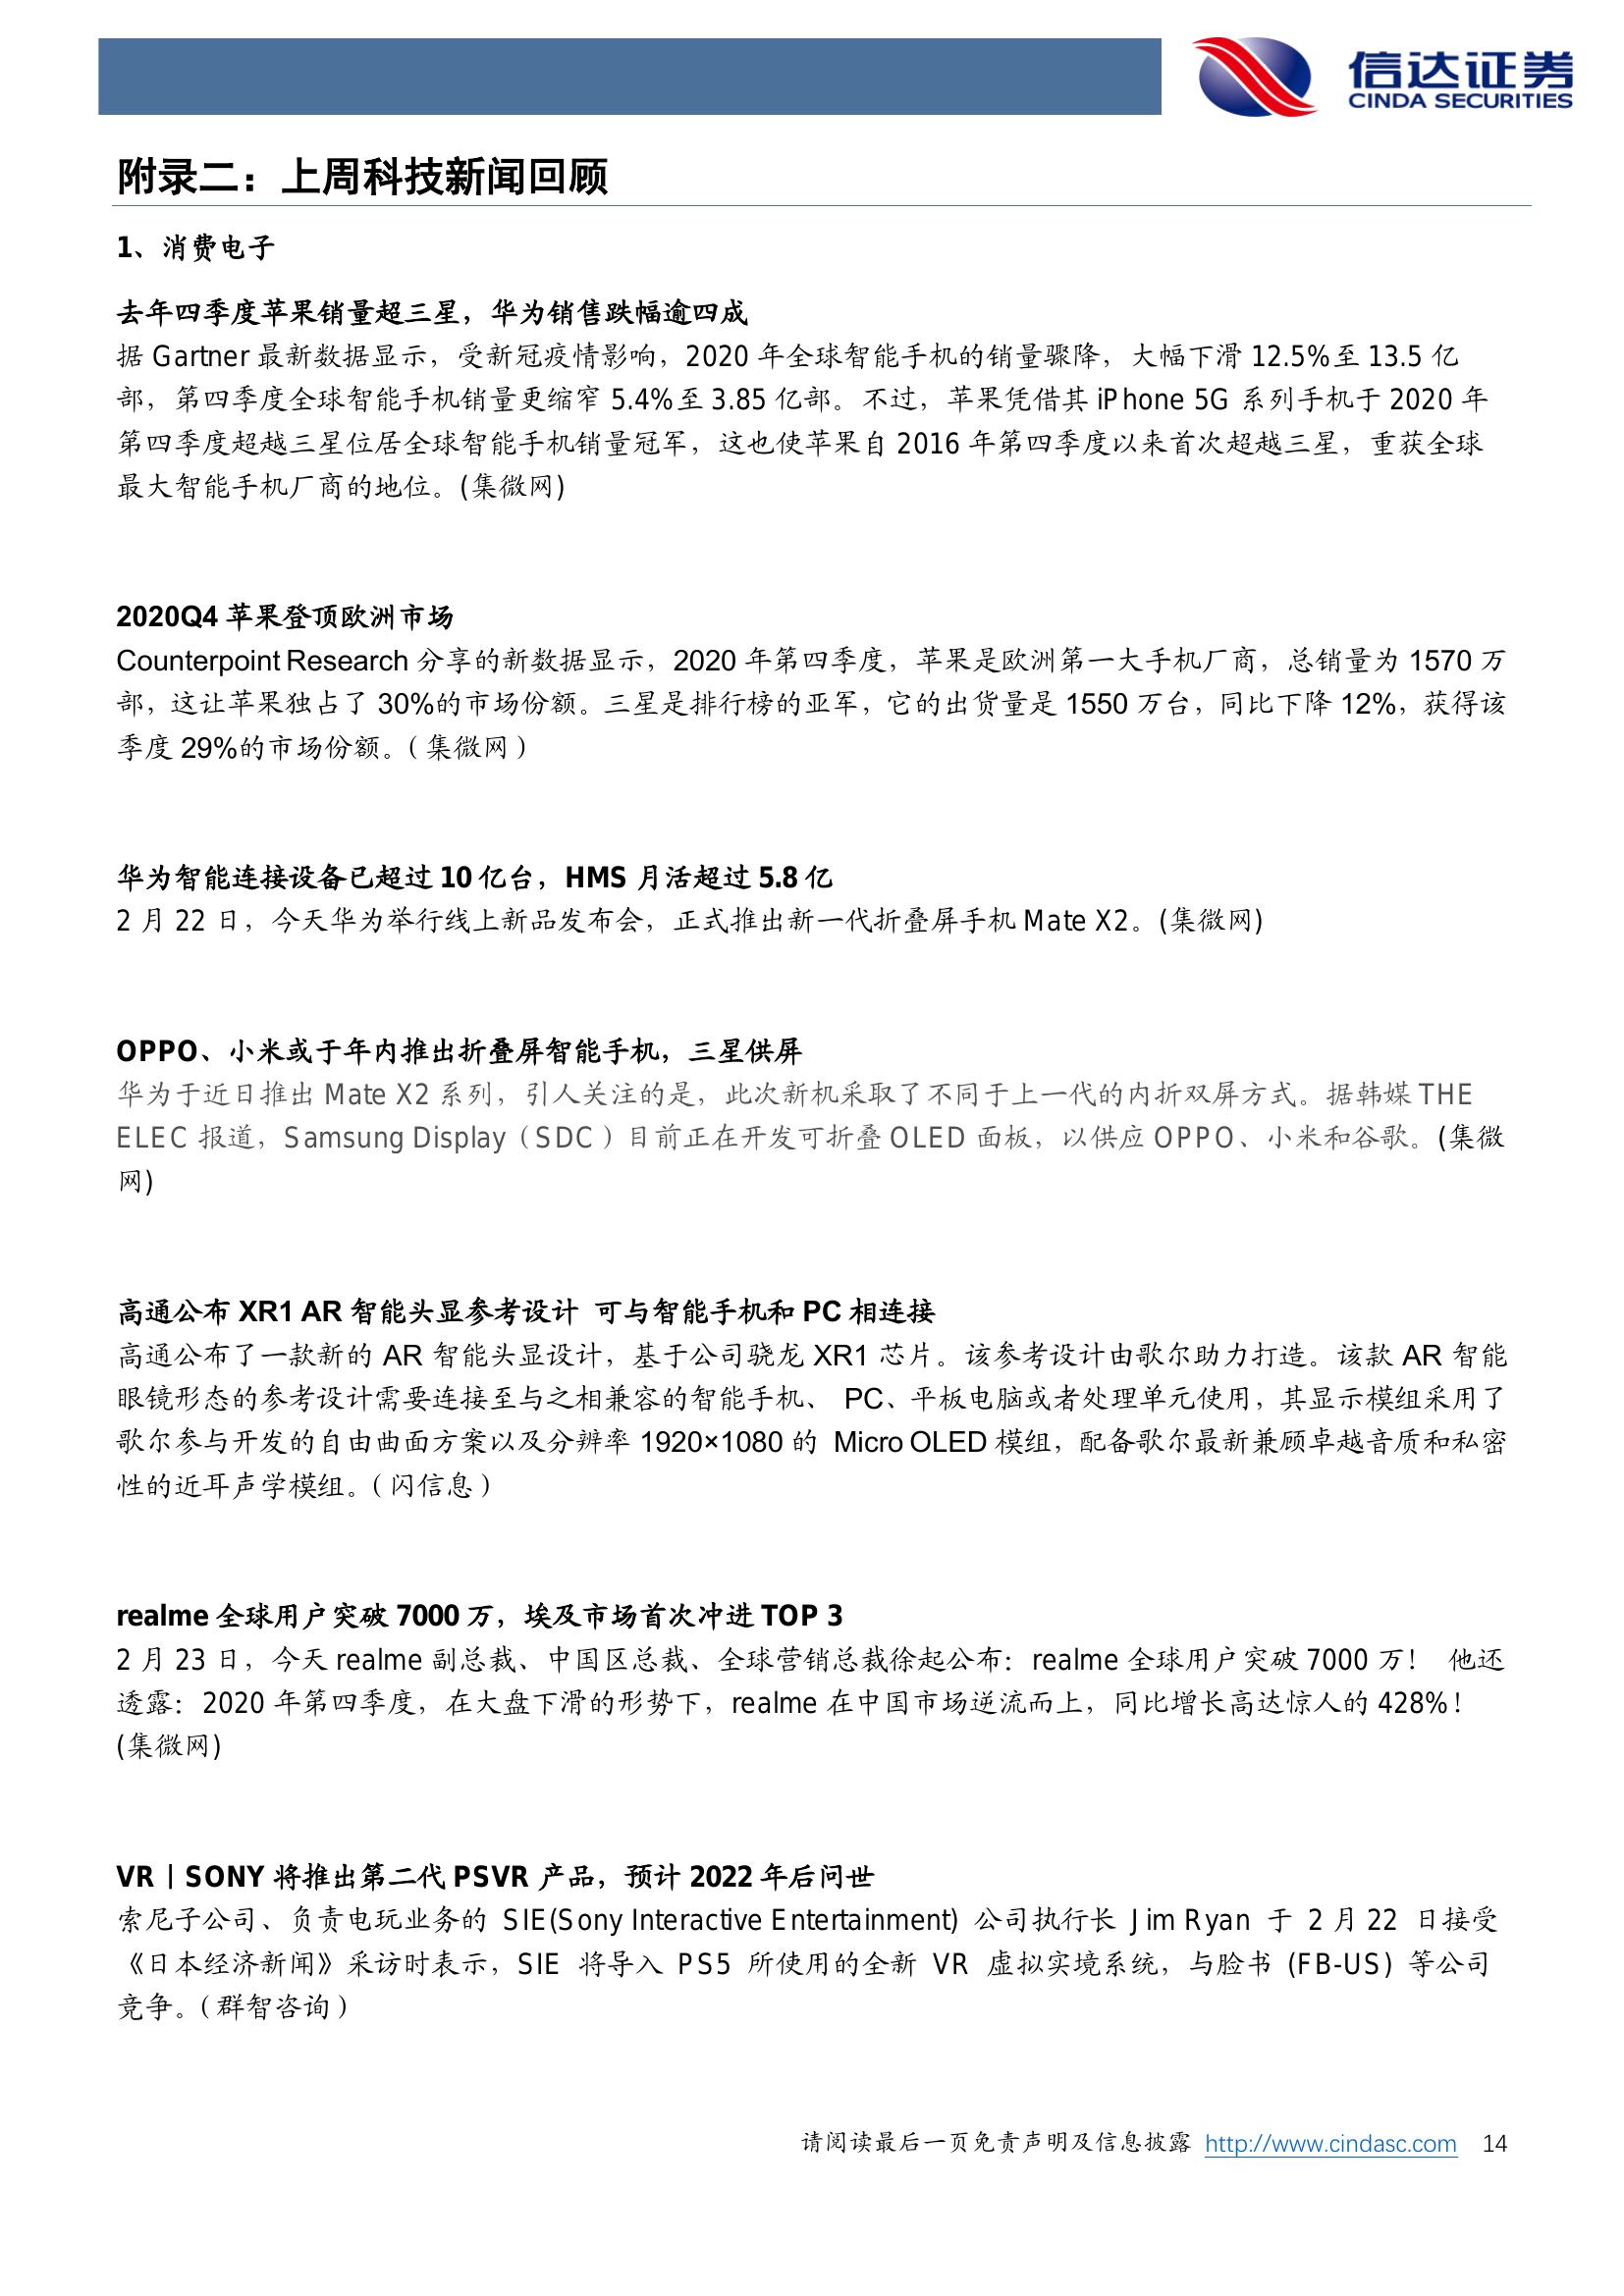 信达证券
CINDA SECURITIES
附录二：上周科技新闻回顾
1、消费电子
去年四季度苹果销量超三星，华为销售跌幅逾四成
据 Gartner 最新数据显示，受新冠疫情影响，2020 年全球智能手机的销量骤降，大幅下滑 12.5%至 13.5 亿
部，第四季度全球智能手机销量更缩窄 5.4%至 3.85 亿部。不过，苹果凭借其 iPhone 5G 系列手机于 2020 年
第四季度超越三星位居全球智能手机销量冠军，这也使苹果自 2016 年第四季度以来首次超越三星，重获全球
最大智能手机厂商的地位。(集微网)
2020Q4 苹果登顶欧洲市场
Counterpoint Research 分享的新数据显示，2020 年第四季度，苹果是欧洲第一大手机厂商，总销量为 1570 万
部，这让苹果独占了 30%的市场份额。三星是排行榜的亚军，它的出货量是 1550 万台，同比下降 12%，获得该
季度 29%的市场份额。（集微网）
华为智能连接设备已超过 10 亿台，HMS 月活超过 5.8 亿
2 月 22 日，今天华为举行线上新品发布会，正式推出新一代折叠屏手机 Mate X2。(集微网)
OPPO、小米或于年内推出折叠屏智能手机，三星供屏
华为于近日推出 Mate X2 系列，引人关注的是，此次新机采取了不同于上一代的内折双屏方式。据韩媒 THE
ELEC 报道，Samsung Display（SDC）目前正在开发可折叠 OLED 面板，以供应 OPPO、小米和谷歌。(集微
网)
高通公布 XR1 AR 智能头显参考设计 可与智能手机和 PC 相连接
高通公布了一款新的 AR 智能头显设计，基于公司骁龙 XR1 芯片。该参考设计由歌尔助力打造。该款 AR 智能
眼镜形态的参考设计需要连接至与之相兼容的智能手机、 PC、平板电脑或者处理单元使用，其显示模组采用了
歌尔参与开发的自由曲面方案以及分辨率 1920×1080 的 Micro OLED 模组，配备歌尔最新兼顾卓越音质和私密
性的近耳声学模组。（闪信息）
realme 全球用户突破 7000 万，埃及市场首次冲进 TOP 3
2 月 23 日，今天 realme 副总裁、中国区总裁、全球营销总裁徐起公布：realme 全球用户突破 7000 万！ 他还
透露：2020 年第四季度，在大盘下滑的形势下，realme 在中国市场逆流而上，同比增长高达惊人的 428%！
(集微网)
VR丨SONY 将推出第二代 PSVR 产品，预计 2022 年后问世
索尼子公司、负责电玩业务的 SIE(Sony Interactive Entertainment) 公司执行长 Jim Ryan 于 2 月 22 日接受
《日本经济新闻》采访时表示，SIE 将导入 PS5 所使用的全新 VR 虚拟实境系统，与脸书 (FB-US) 等公司
竞争。（群智咨询）
请阅读最后一页免责声明及信息披露 http://www.cindasc.com 14